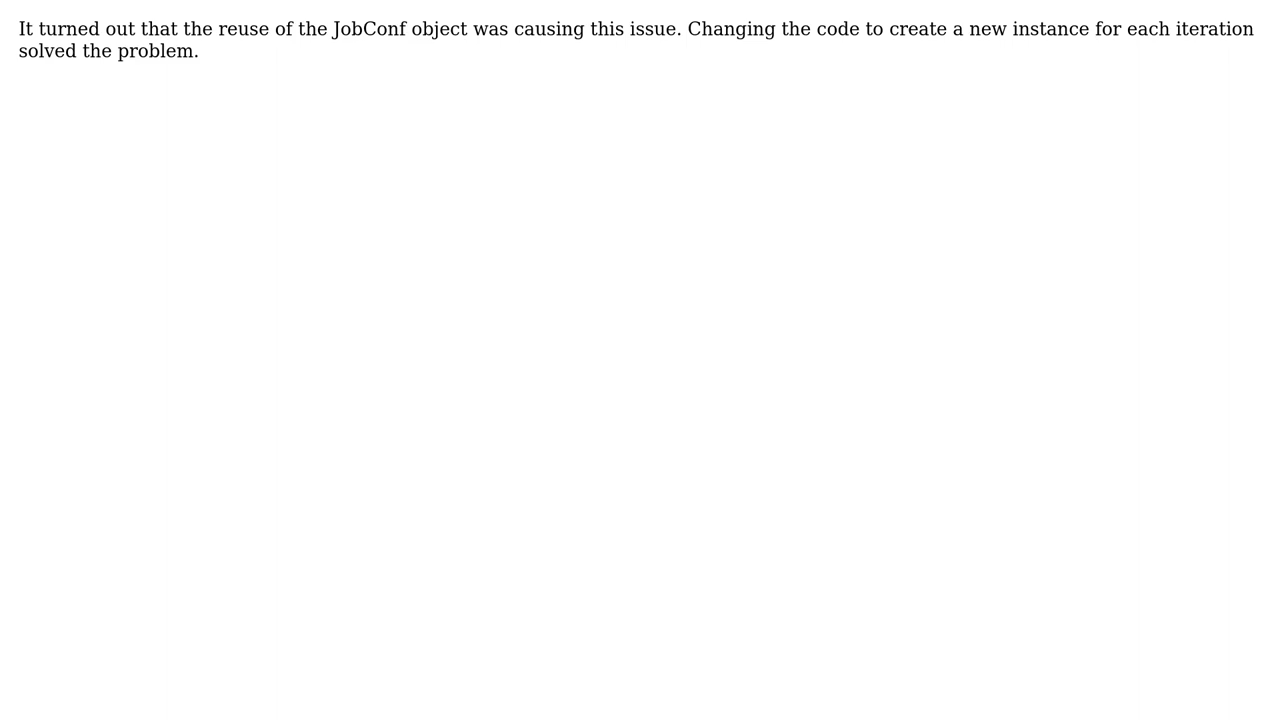 It turned out that the reuse of the JobConf object was causing this issue. Changing the code to create a new instance for each iteration
solved the problem.